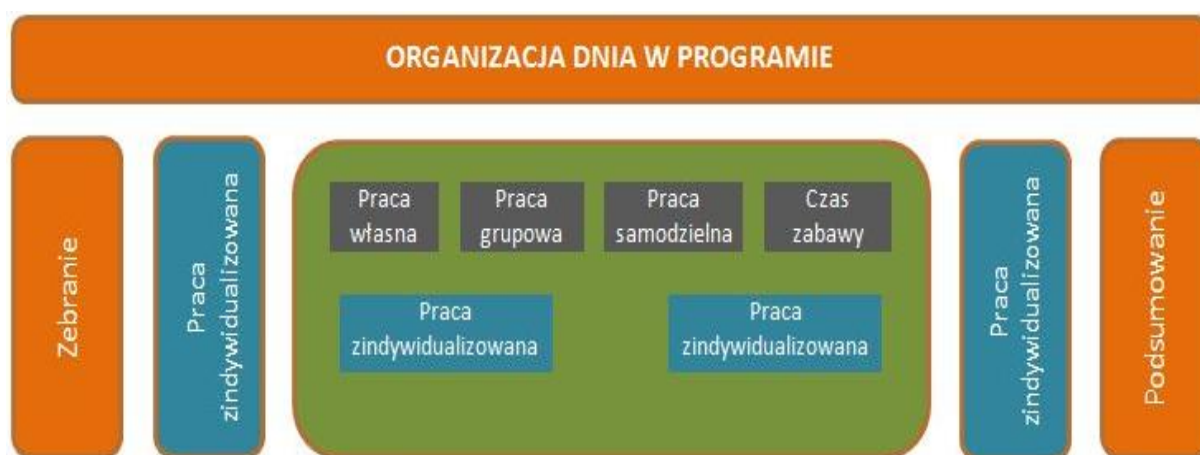 ORGANIZACJA DNIA W PROGRAMIE
Zebranie
Praca
zindywidualizowana
Praca
własna
Praca
grupowa
Praca
samodzielna
Czas
zabawy
Praca
zindywidualizowana
Praca
zindywidualizowana
Praca
zindywidualizowana
Podsumowanie